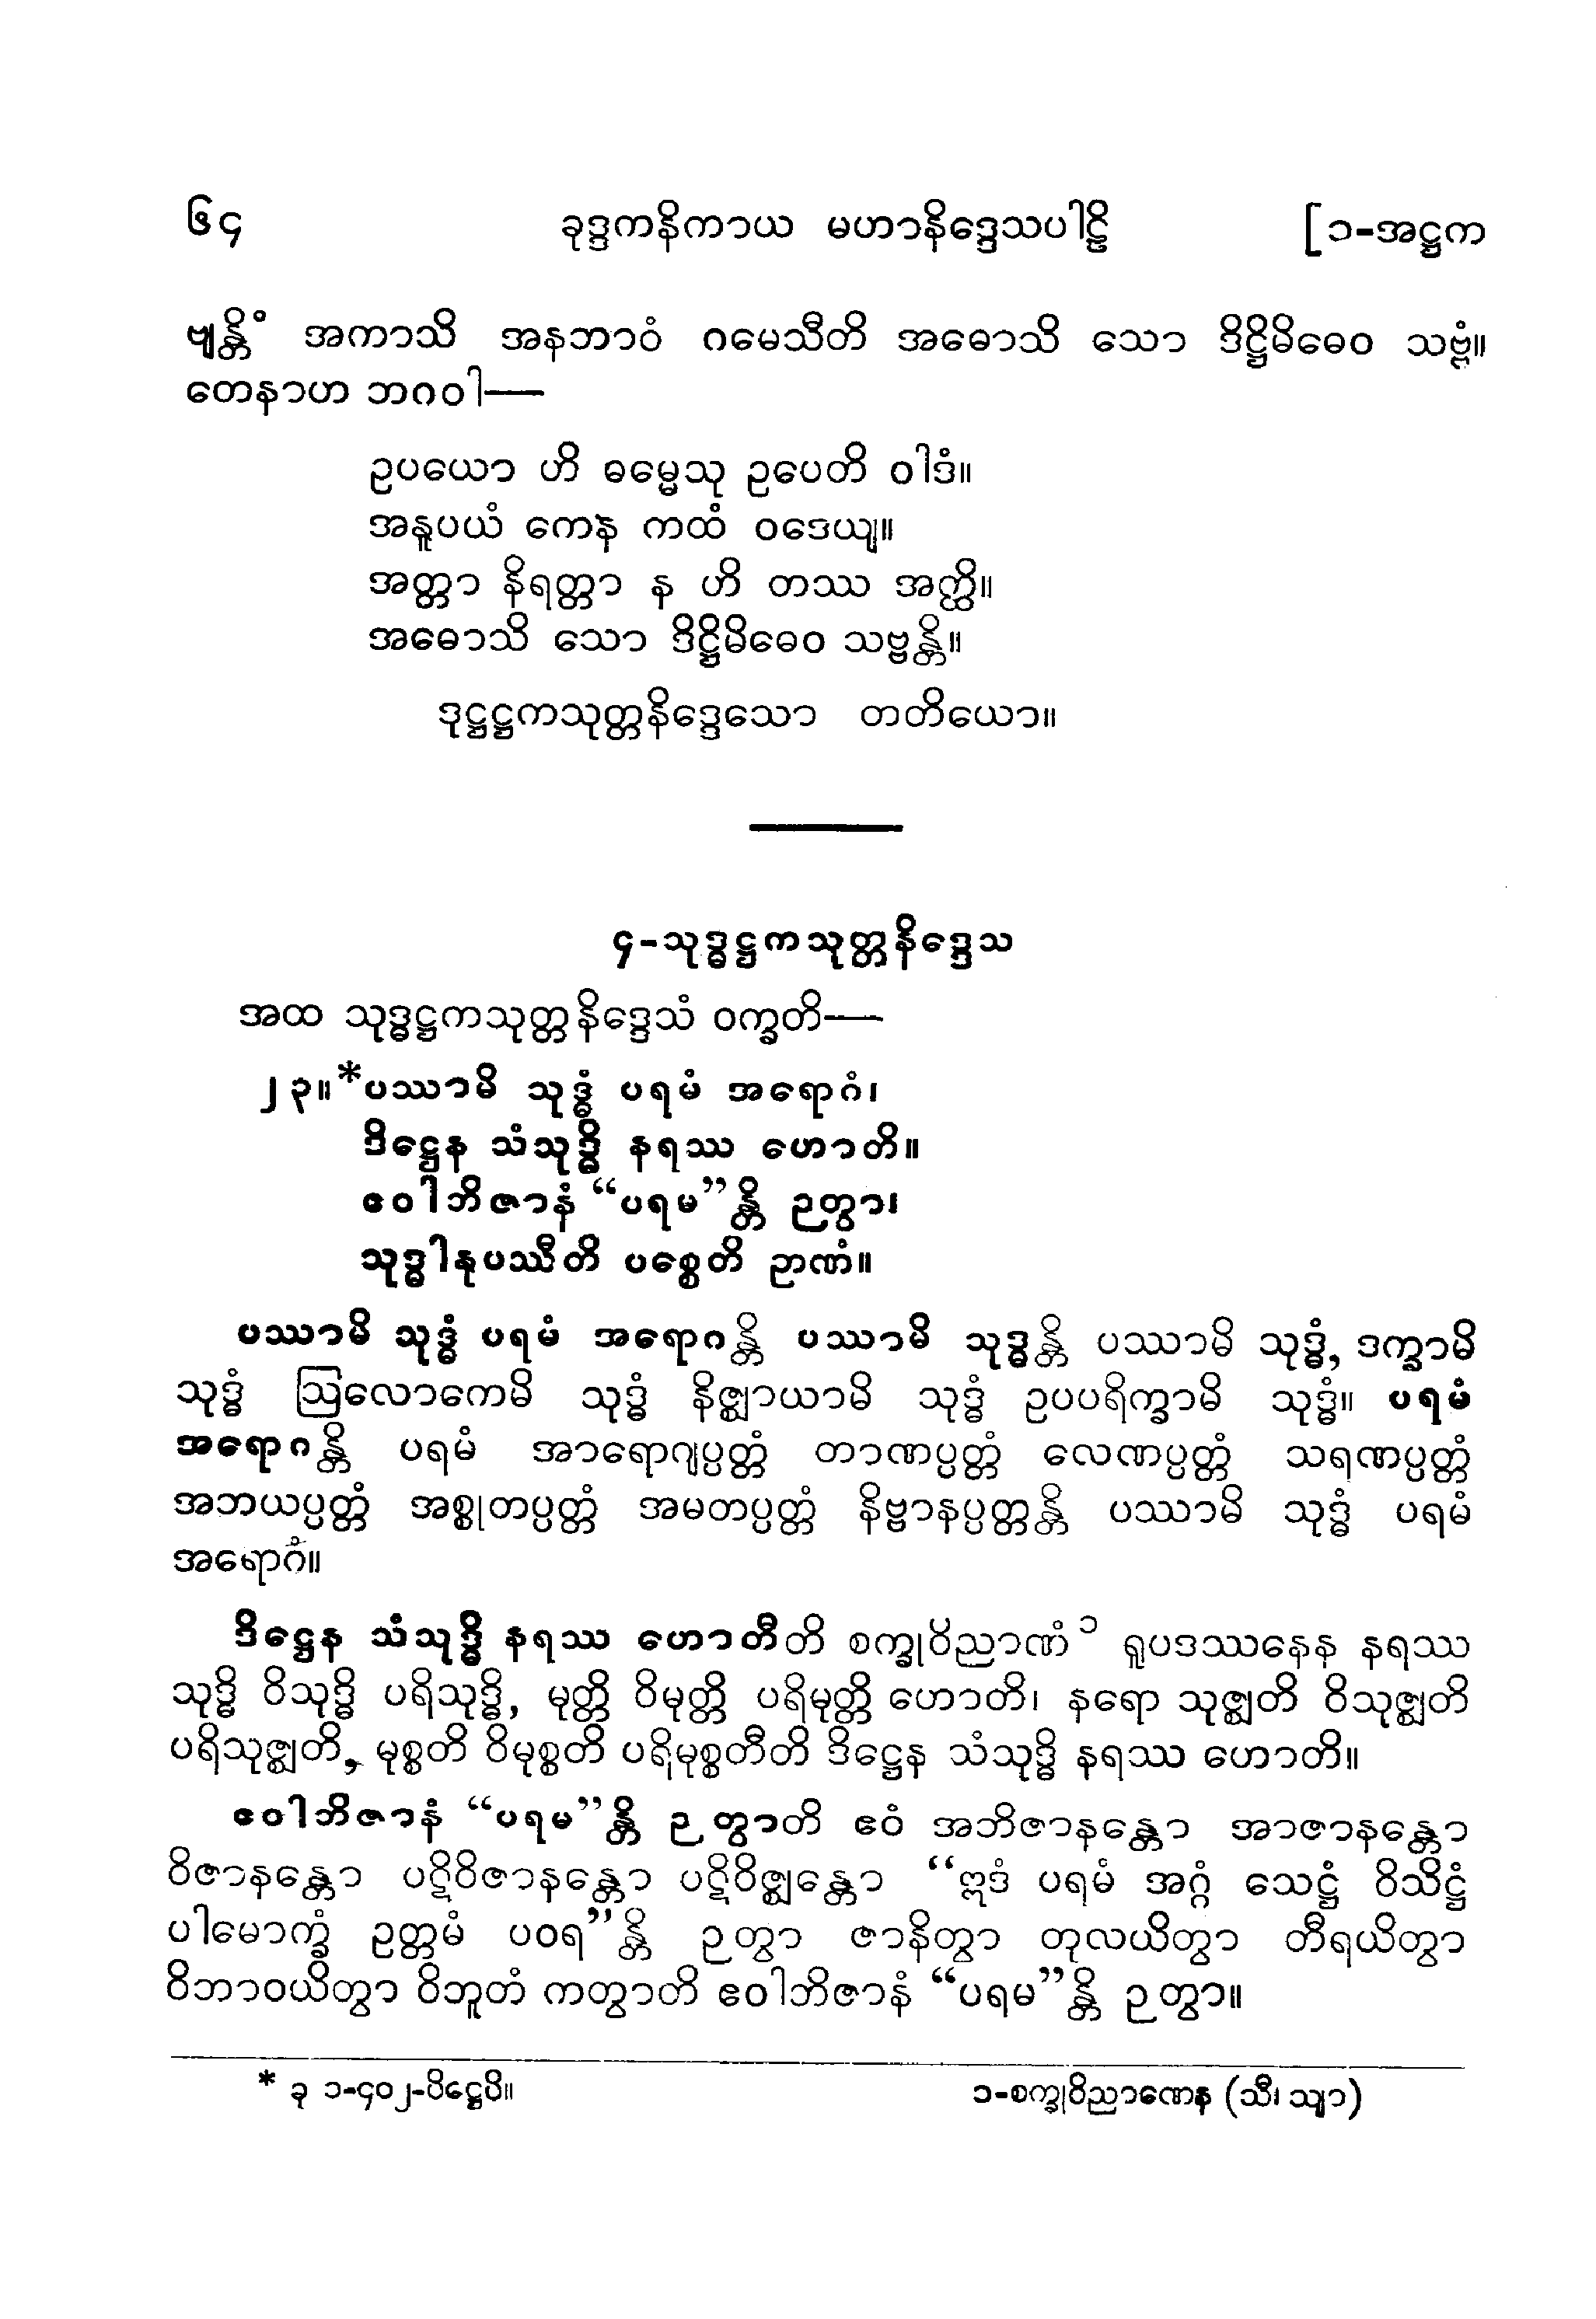 ၆၄ ခုဒ္ဒကနိကာယ မဟာနိဒ္ဒေသပါဠိ [၁-အဋ္ဌက
ဗျန္တိံ အကာသိ အနဘာဝံ ဂမေသီတိ အဓောသိ သော ဒိဋ္ဌိမိဓေဝ သဗ္ဗံ။
တေနာဟ ဘဂဝါ—
ဥပယော ဟိ ဓမ္မေသု ဥပေတိ ဝါဒံ။
အနူပယံ ကေန ကထံ ဝဒေယျ။
အတ္တာ နိရတ္တာ န ဟိ တဿ အတ္ထိ။
အဓောသိ သော ဒိဋ္ဌိမိဓေဝ သဗ္ဗန္တိ။
ဒုဋ္ဌဋ္ဌကသုတ္တနိဒ္ဒေသော တတိယော။
၄-သုဒ္ဓဋ္ဌကသုတ္တနိဒ္ဒေသ
အထ သုဒ္ဓဋ္ဌကသုတ္တနိဒ္ဒေသံ ဝက္ခတိ—
၂၃။*ပဿာမိ သုဒ္ဓံ ပရမံ အရောဂံ၊
ဒိဋ္ဌေန သံသုဒ္ဓိ နရဿ ဟောတိ။
ဧဝါဘိဇာနံ “ပရမ”န္တိ ဉတွာ၊
သုဒ္ဓါနုပဿီတိ ပစ္စေတိ ဉာဏံ။
ပဿာမိ သုဒ္ဓံ ပရမံ အရောဂန္တိ ပဿာမိ သုဒ္ဓန္တိ ပဿာမိ သုဒ္ဓံ, ဒက္ခာမိ
သုဒ္ဓံ ဩလောကေမိ သုဒ္ဓံ နိဇ္ဈာယာမိ သုဒ္ဓံ ဥပပရိက္ခာမိ သုဒ္ဓံ။ ပရမံ
အရောဂန္တိ ပရမံ အာရောဂျပ္ပတ္တံ တာဏပ္ပတ္တံ လေဏပ္ပတ္တံ သရဏပ္ပတ္တံ
အဘယပ္ပတ္တံ အစ္စုတပ္ပတ္တံ အမတပ္ပတ္တံ နိဗ္ဗာနပ္ပတ္တန္တိ ပဿာမိ သုဒ္ဓံ ပရမံ
အရောဂံ။
ဒိဋ္ဌေန သံသုဒ္ဓိ နရဿ ဟောတီတိ စက္ခုဝိညာဏံ ၁ ရူပဒဿနေန နရဿ
သုဒ္ဓိ ဝိသုဒ္ဓိ ပရိသုဒ္ဓိ, မုတ္တိ ဝိမုတ္တိ ပရိမုတ္တိ ဟောတိ၊ နရော သုဇ္ဈတိ ဝိသုဇ္ဈတိ
ပရိသုဇ္ဈတိ, မုစ္စတိ ဝိမုစ္စတိ ပရိမုစ္စတီတိ ဒိဋ္ဌေန သံသုဒ္ဓိ နရဿ ဟောတိ။
ဧဝါဘိဇာနံ “ပရမ”န္တိ ဉတွာတိ ဧဝံ အဘိဇာနန္တော အာဇာနန္တော
ဝိဇာနန္တော ပဋိဝိဇာနန္တော ပဋိဝိဇ္ဈန္တော “ဣဒံ ပရမံ အဂ္ဂံ သေဋ္ဌံ ဝိသိဋ္ဌံ
ပါမောက္ခံ ဥတ္တမံ ပဝရ”န္တိ ဉတွာ ဇာနိတွာ တုလယိတွာ တီရယိတွာ
ဝိဘာဝယိတွာ ဝိဘူတံ ကတွာတိ ဧဝါဘိဇာနံ “ပရမ”န္တိ ဉတွာ။
* ခု ၁-၄၀၂-ပိဋ္ဌေပိ။ ၁-စက္ခုဝိညာဏေန (သီ၊ သျာ)